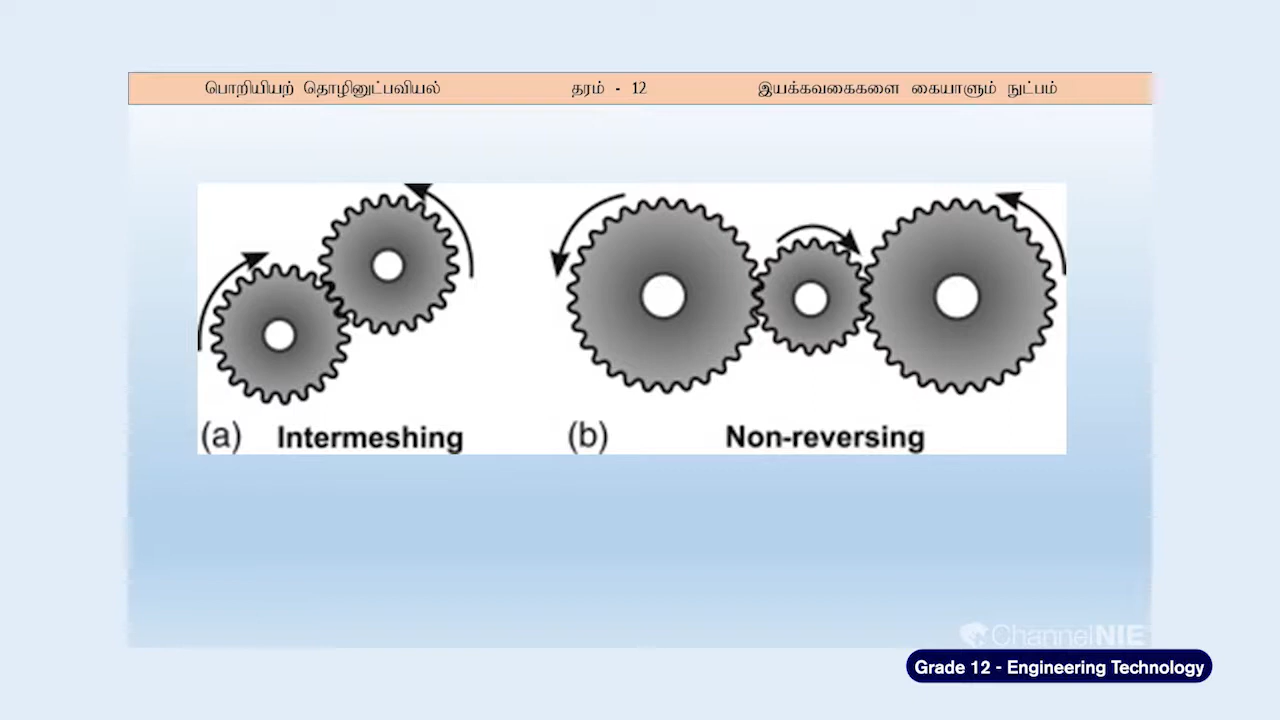 பொறியியற் தொழினுட்பவியல் தரம் - 12 இயக்கவகைகளை கையாளும் நுட்பம்
(a) Intermeshing (b) Non-reversing
ChannelNIE
Grade 12 - Engineering Technology